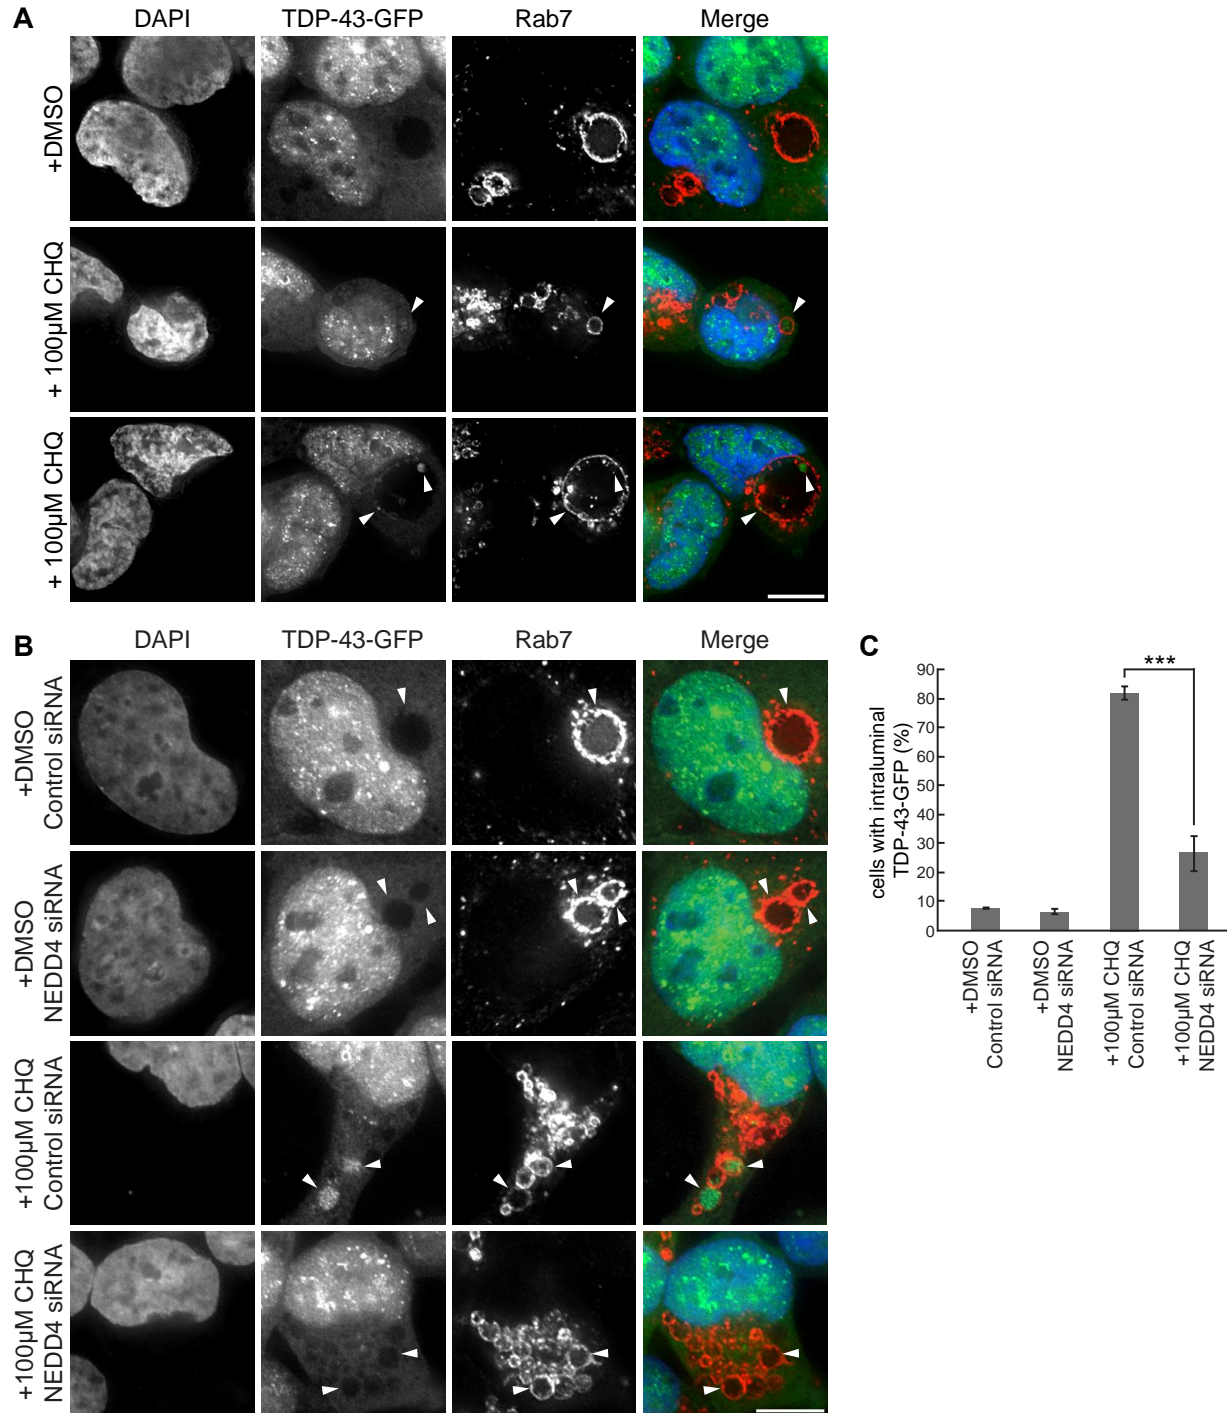 A
DAPI TDP-43-GFP Rab7 Merge
+DMSO
+ 100µM CHQ
+ 100µM CHQ
B
DAPI TDP-43-GFP Rab7 Merge
+DMSO
Control siRNA
+DMSO
NEDD4 siRNA
+100µM CHQ
Control siRNA
+100µM CHQ
NEDD4 siRNA
C
cells with intraluminal
TDP-43-GFP (%)
90
80
70
60
50
40
30
20
10
0
***
+DMSO
Control siRNA
+DMSO
NEDD4 siRNA
+100µM CHQ
Control siRNA
+100µM CHQ
NEDD4 siRNA